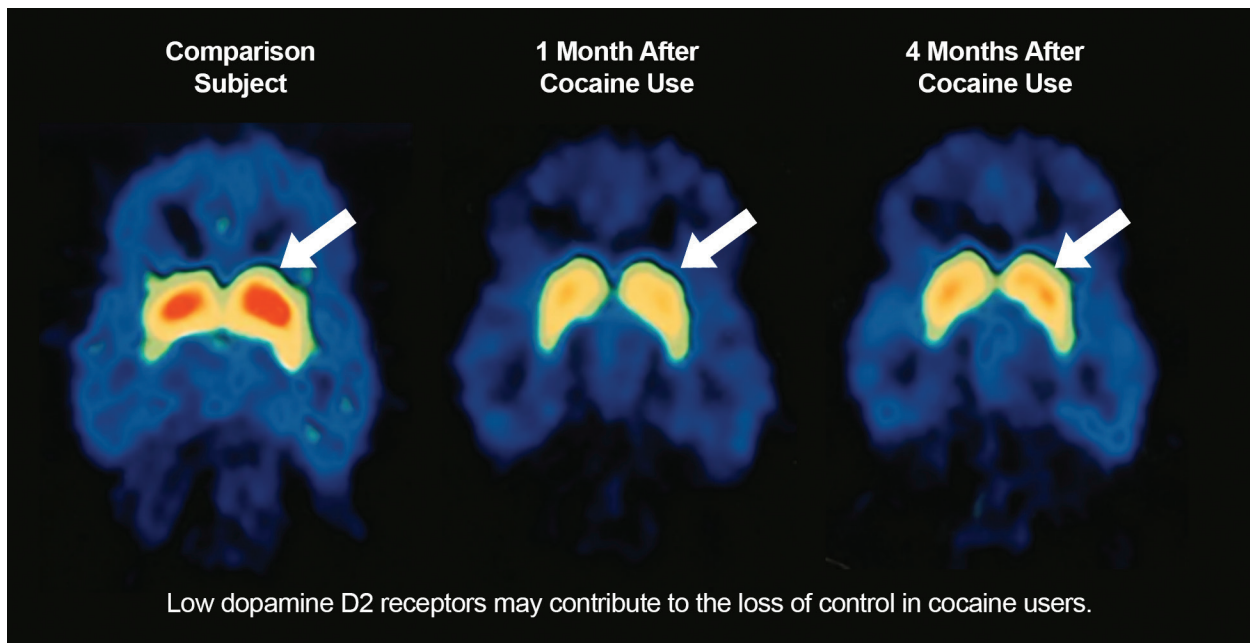 Comparison
Subject
1 Month After
Cocaine Use
4 Months After
Cocaine Use
Low dopamine D2 receptors may contribute to the loss of control in cocaine users.